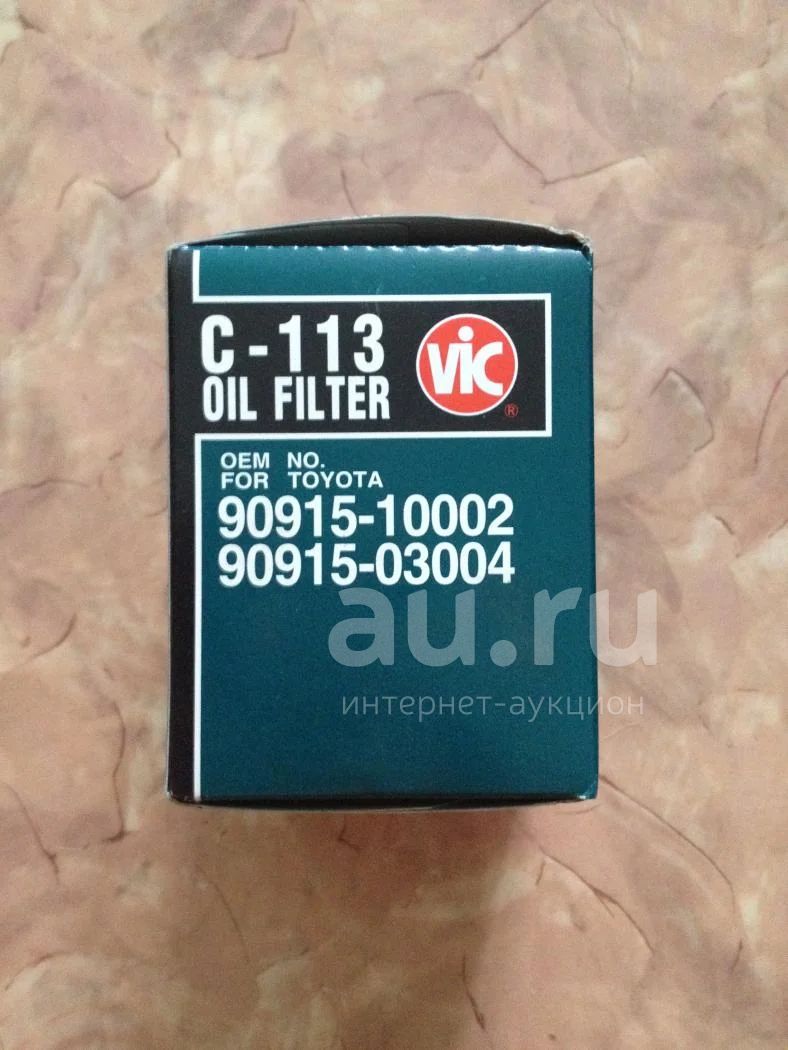 C-113
OIL FILTER
ViC
®
OEM NO.
FOR TOYOTA
90915-10002
90915-03004
au.ru
интернет-аукцион